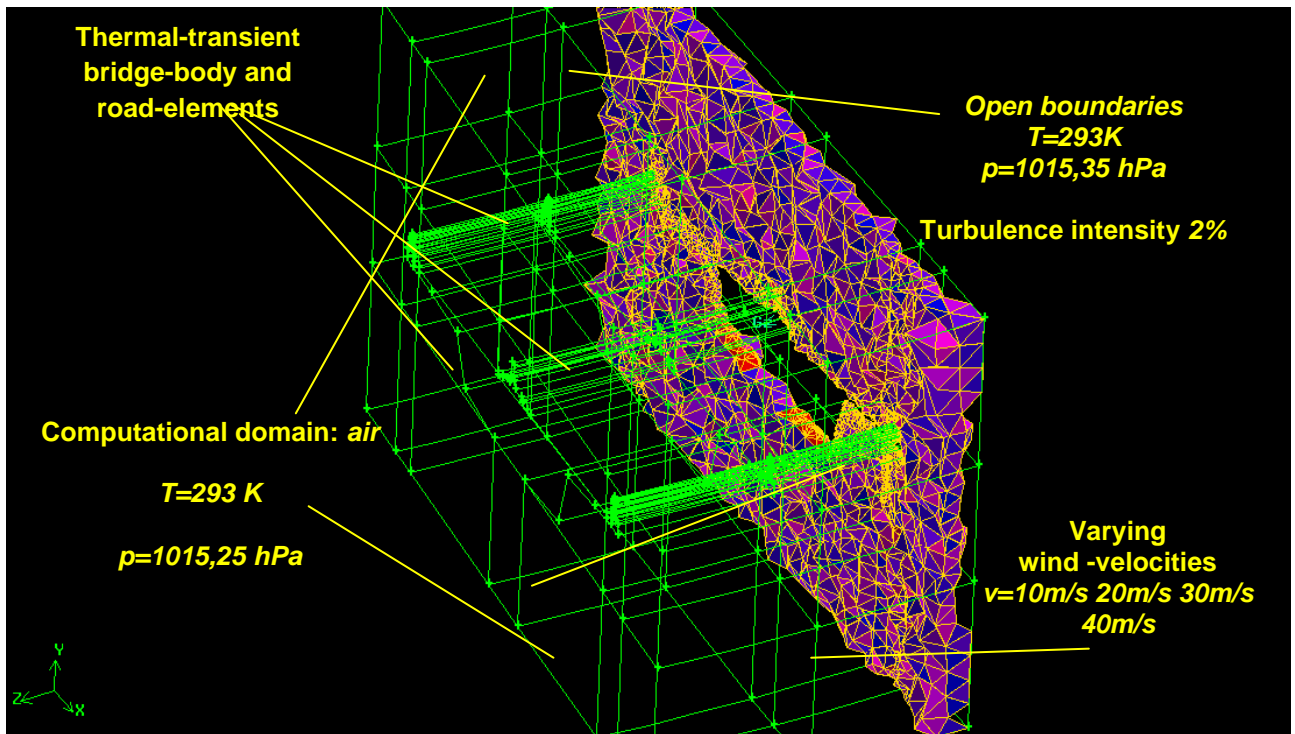 Thermal-transient
bridge-body and
road-elements
Open boundaries
T=293K
p=1015,35 hPa
Turbulence intensity 2%
Computational domain: air
T=293 K
p=1015,25 hPa
Varying
wind -velocities
v=10m/s 20m/s 30m/s
40m/s
Y
Z
X